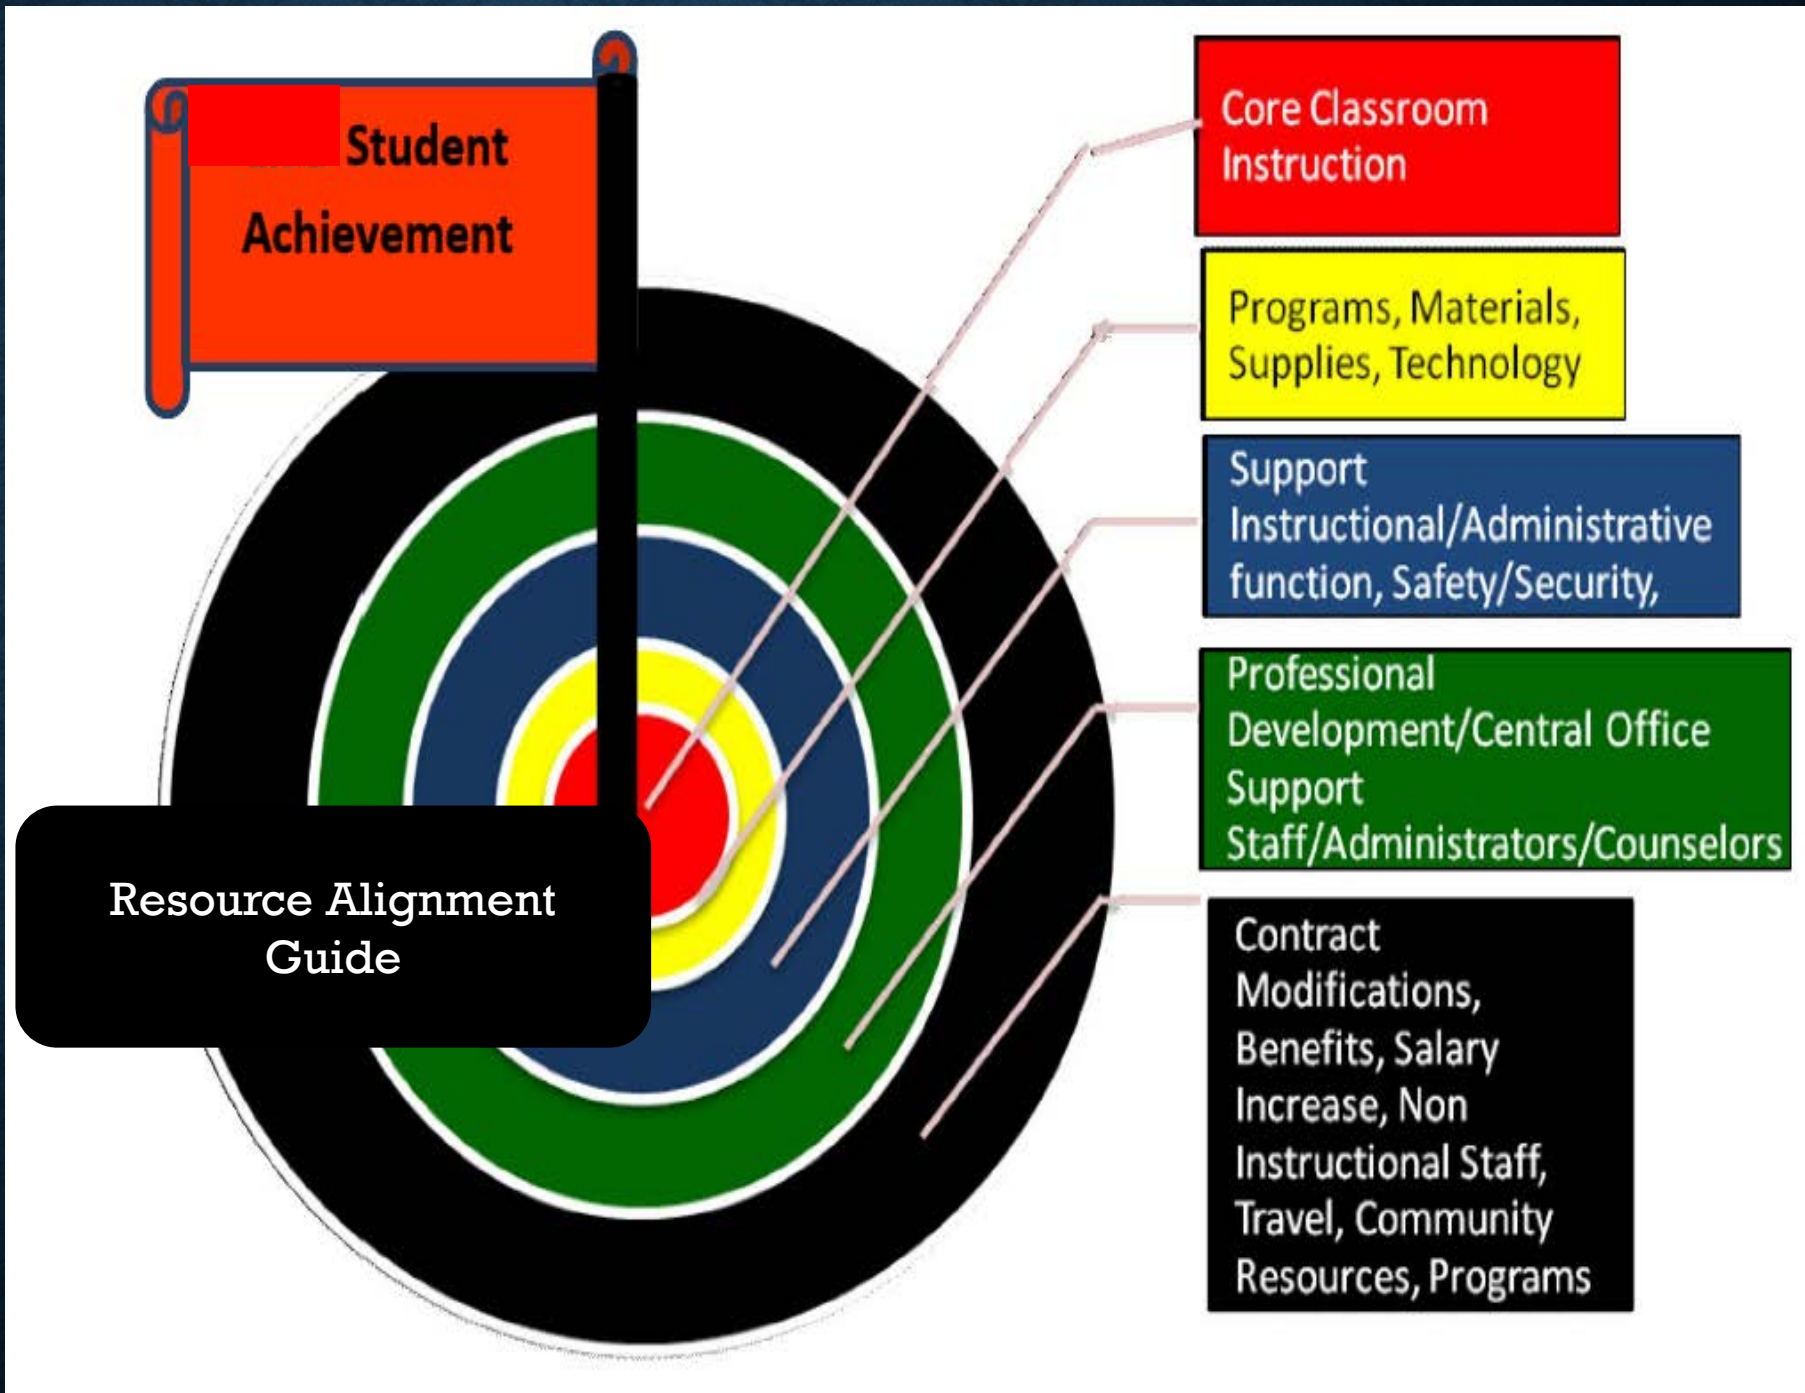 Student
Achievement
Core Classroom
Instruction
Programs, Materials,
Supplies, Technology
Support
Instructional/Administrative
function, Safety/Security,
Professional
Development/Central Office
Support
Staff/Administrators/Counselors
Contract
Modifications,
Benefits, Salary
Increase, Non
Instructional Staff,
Travel, Community
Resources, Programs
Resource Alignment
Guide